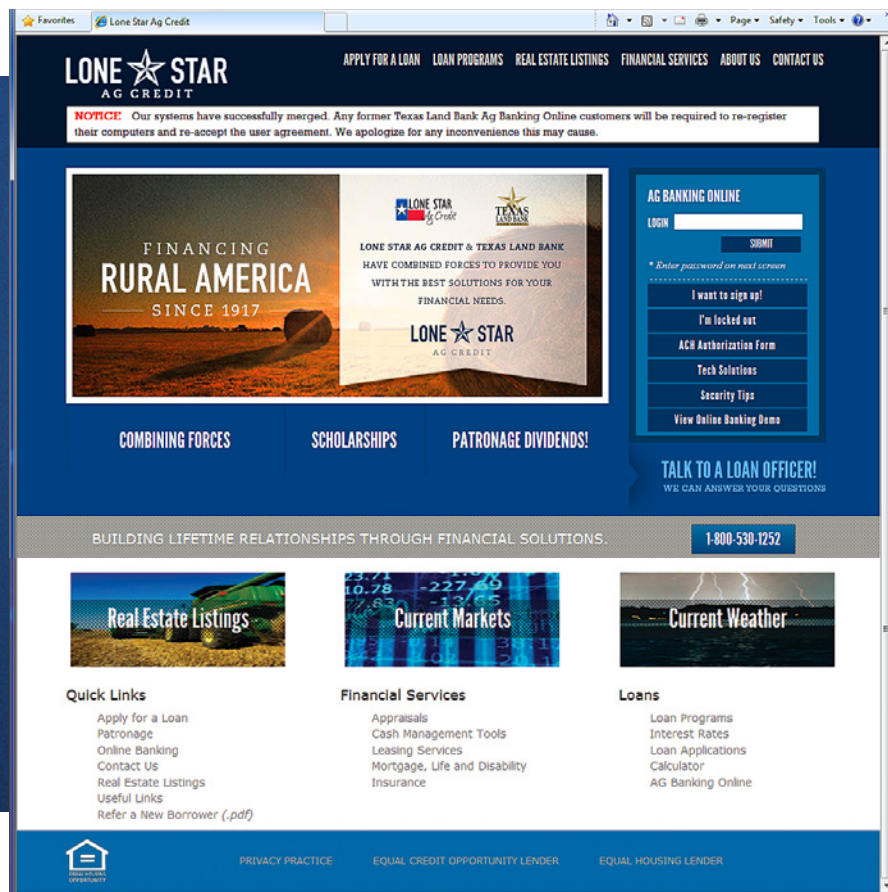 Favorites
Lone Star Ag Credit
Page
Safety
Tools
LONE STAR
AG CREDIT
APPLY FOR A LOAN
LOAN PROGRAMS
REAL ESTATE LISTINGS
FINANCIAL SERVICES
ABOUT US
CONTACT US
NOTICE Our systems have successfully merged. Any former Texas Land Bank Ag Banking Online customers will be required to re-register
their computers and re-accept the user agreement. We apologize for any inconvenience this may cause.
FINANCING
RURAL AMERICA
SINCE 1917
LONE STAR
Ag Credit
TEXAS
LAND BANK
LONE STAR AG CREDIT & TEXAS LAND BANK
HAVE COMBINED FORCES TO PROVIDE YOU
WITH THE BEST SOLUTIONS FOR YOUR
FINANCIAL NEEDS.
LONE STAR
AG CREDIT
AG BANKING ONLINE
LOGIN
SUBMIT
* Enter password on next screen
I want to sign up!
I'm locked out
ACH Authorization Form
Tech Solutions
Security Tips
View Online Banking Demo
COMBINING FORCES
SCHOLARSHIPS
PATRONAGE DIVIDENDS!
TALK TO A LOAN OFFICER!
WE CAN ANSWER YOUR QUESTIONS
BUILDING LIFETIME RELATIONSHIPS THROUGH FINANCIAL SOLUTIONS.
1-800-530-1252
Real Estate Listings
Current Markets
Current Weather
Quick Links
Apply for a Loan
Patronage
Online Banking
Contact Us
Real Estate Listings
Useful Links
Refer a New Borrower (.pdf)
Financial Services
Appraisals
Cash Management Tools
Leasing Services
Mortgage, Life and Disability
Insurance
Loans
Loan Programs
Interest Rates
Loan Applications
Calculator
AG Banking Online
EQUAL HOUSING
OPPORTUNITY
PRIVACY PRACTICE
EQUAL CREDIT OPPORTUNITY LENDER
EQUAL HOUSING LENDER